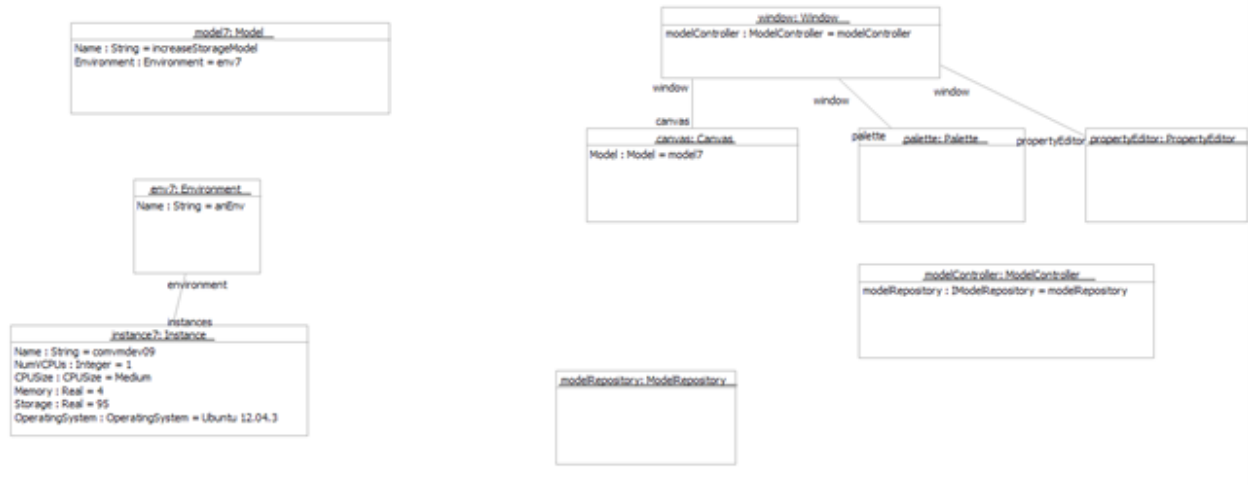 model7: Model
Name : String = increaseStorageModel
Environment : Environment = env7
window: Window
modelController : ModelController = modelController
window
window
window
canvas
palette
propertyEditor
canvas: Canvas
Model : Model = model7
palette: Palette
propertyEditor: PropertyEditor
env7: Environment
Name : String = anEnv
environment
instances
instance7: Instance
Name : String = comvmdev09
NumVCPUs : Integer = 1
CPUSize : CPUSize = Medium
Memory : Real = 4
Storage : Real = 95
OperatingSystem : OperatingSystem = Ubuntu 12.04.3
modelController: ModelController
modelRepository : IModelRepository = modelRepository
modelRepository: ModelRepository